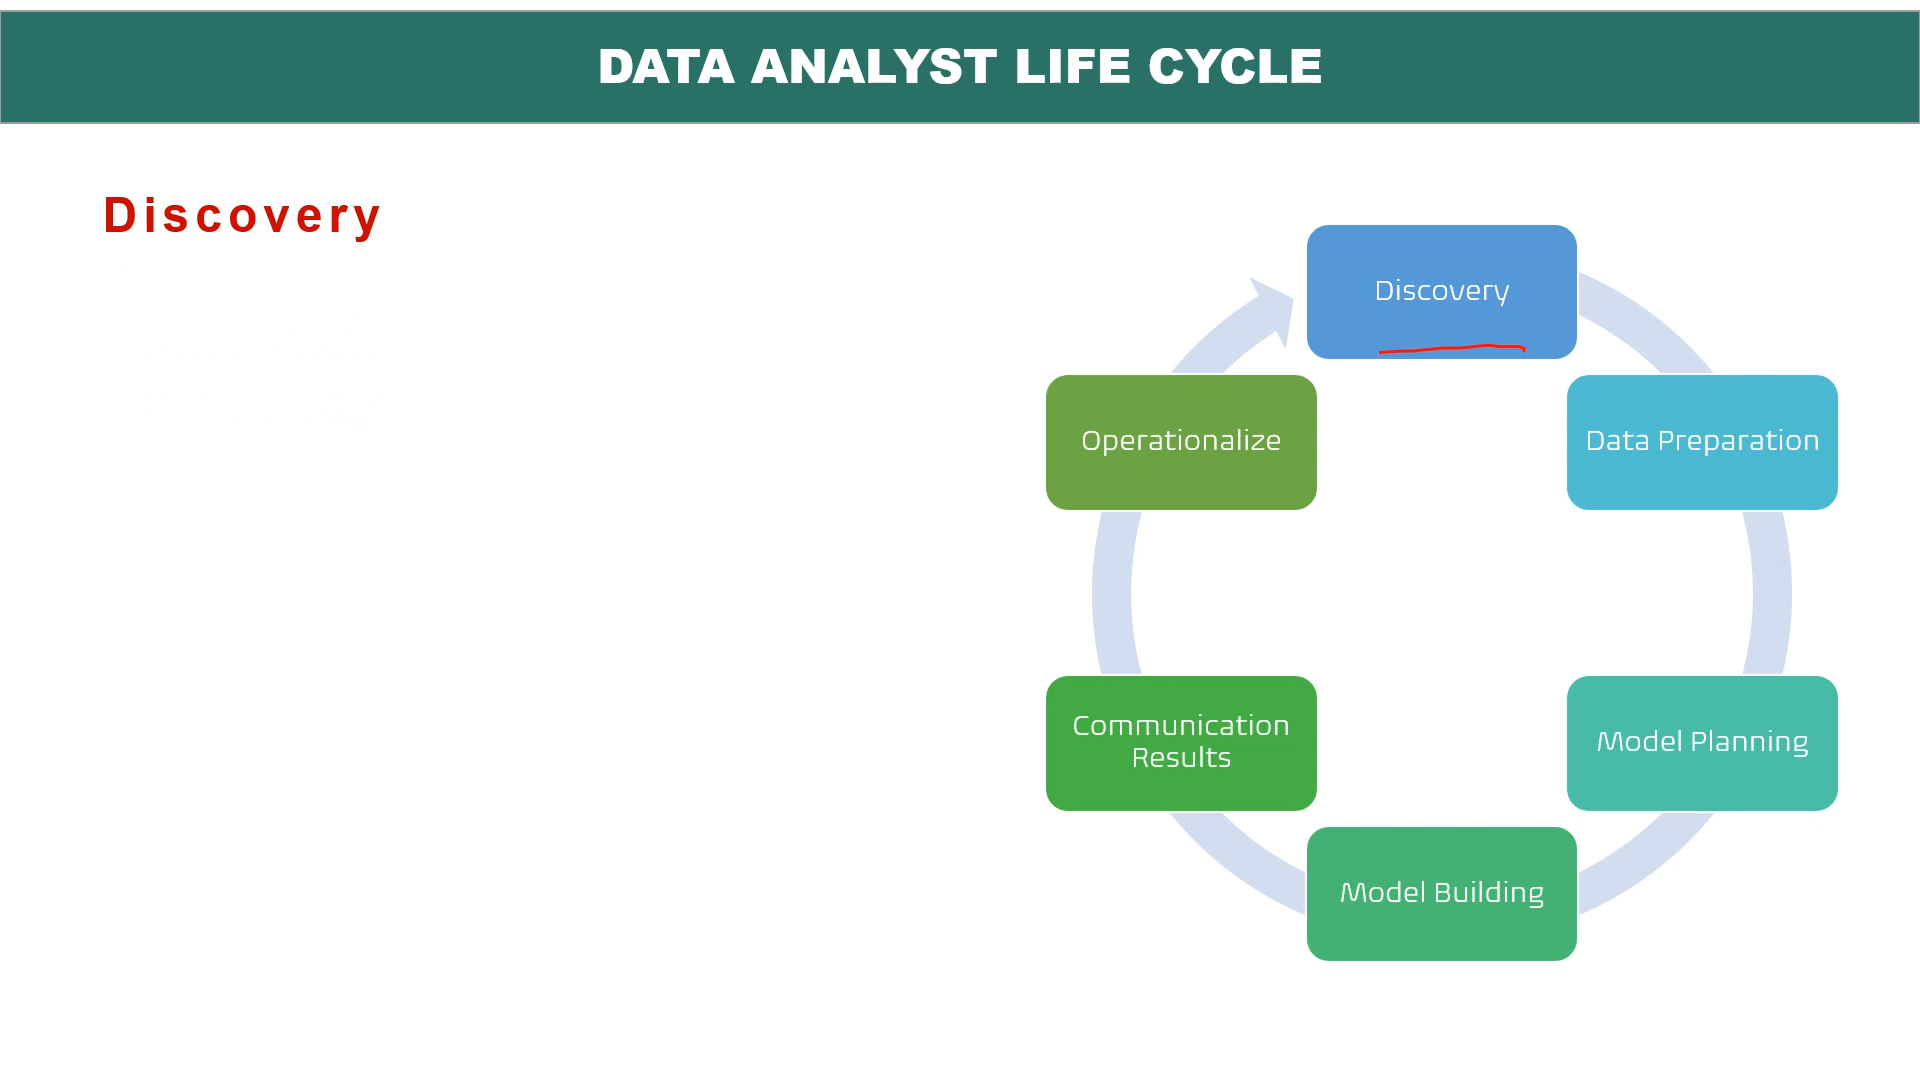 DATA ANALYST LIFE CYCLE
Discovery
Discovery
Operationalize
Data Preparation
Communication
Results
Model Planning
Model Building